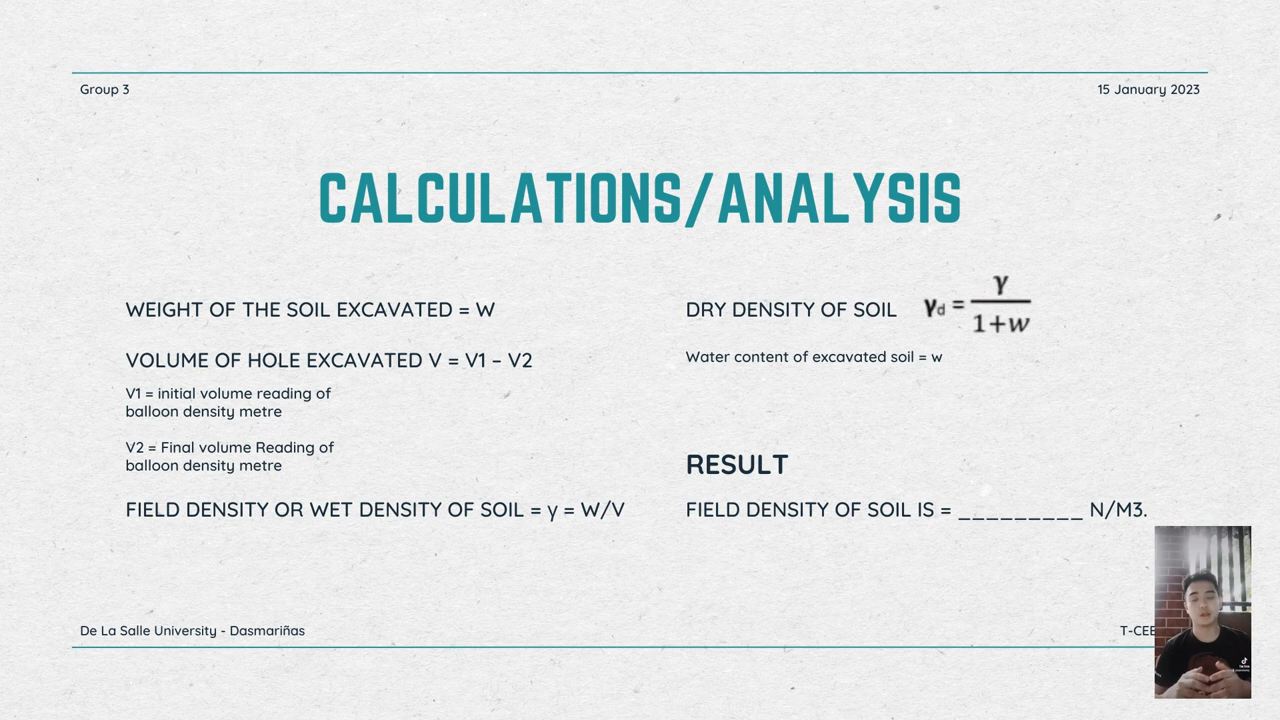 Group 3
15 January 2023
CALCULATIONS/ANALYSIS
WEIGHT OF THE SOIL EXCAVATED = W
VOLUME OF HOLE EXCAVATED V = V1 – V2
V1 = initial volume reading of
balloon density metre
V2 = Final volume Reading of
balloon density metre
FIELD DENSITY OR WET DENSITY OF SOIL = γ = W/V
DRY DENSITY OF SOIL γd = γ / 1+w
Water content of excavated soil = w
RESULT
FIELD DENSITY OF SOIL IS = _________ N/M3.
De La Salle University - Dasmariñas